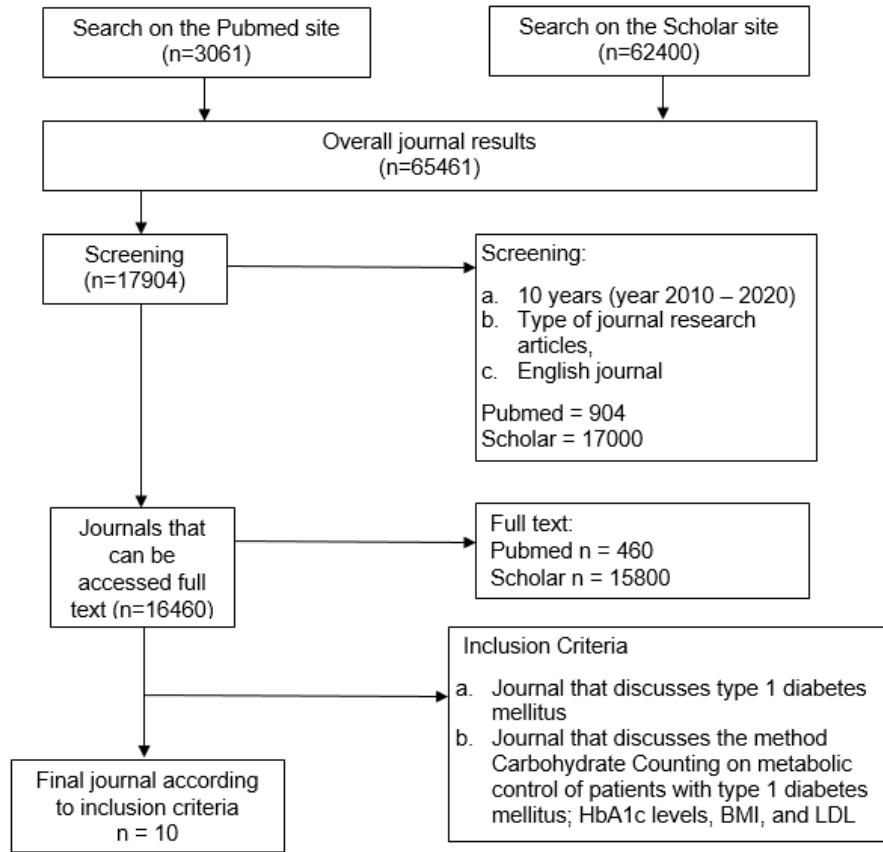 Search on the Pubmed site
(n=3061)
Search on the Scholar site
(n=62400)
Overall journal results
(n=65461)
Screening
(n=17904)
Screening:
a. 10 years (year 2010 – 2020)
b. Type of journal research
articles,
c. English journal
Pubmed = 904
Scholar = 17000
Journals that
can be
accessed full
text (n=16460)
Full text:
Pubmed n = 460
Scholar n = 15800
Inclusion Criteria
a. Journal that discusses type 1 diabetes
mellitus
b. Journal that discusses the method
Carbohydrate Counting on metabolic
control of patients with type 1 diabetes
mellitus; HbA1c levels, BMI, and LDL
Final journal according
to inclusion criteria
n = 10